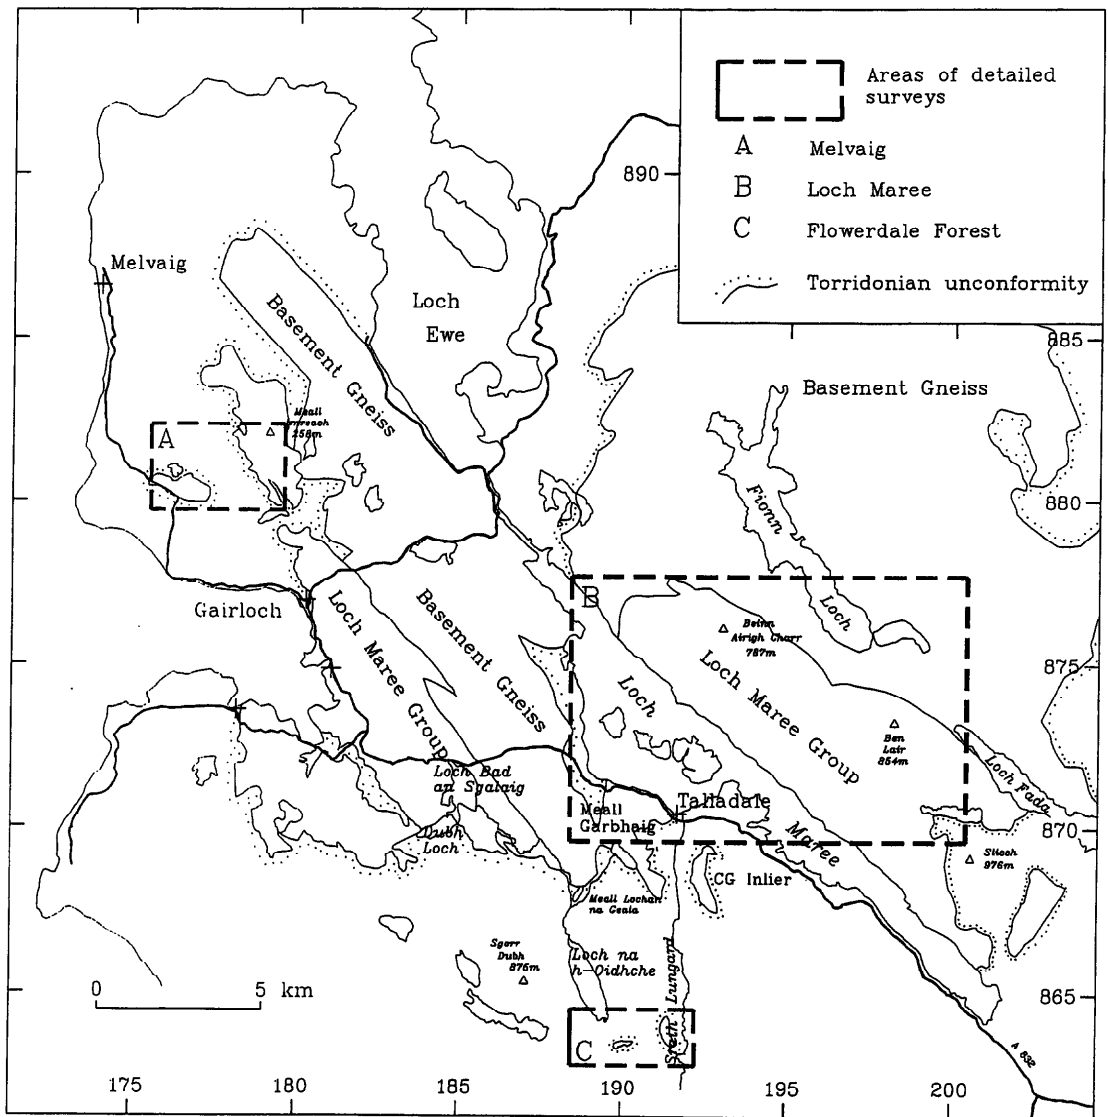 Areas of detailed
surveys
A Melvaig
B Loch Maree
C Flowerdale Forest
Torridonian unconformity
890
885
880
875
870
865
Melvaig
Loch
Ewe
Basement Gneiss
Basement Gneiss
Meall
258m
A
Fionn
Loch
B
Gairloch
Beinn
Airigh Charr
787m
Loch Maree Group
Basement Gneiss
Loch
Maree
Loch Maree Group
Ben
Lair
854m
Loch Fada
Loch Bad
an Sgalaig
Talladale
Meall
Garbhaig
Dubh
Loch
Slioch
976m
CG Inlier
Meall Lochan
na Geala
Sgorr
Dubh
876m
Loch na
h-Oidhche
Strath Lungard
0 5 km
C
A 832
175 180 185 190 195 200